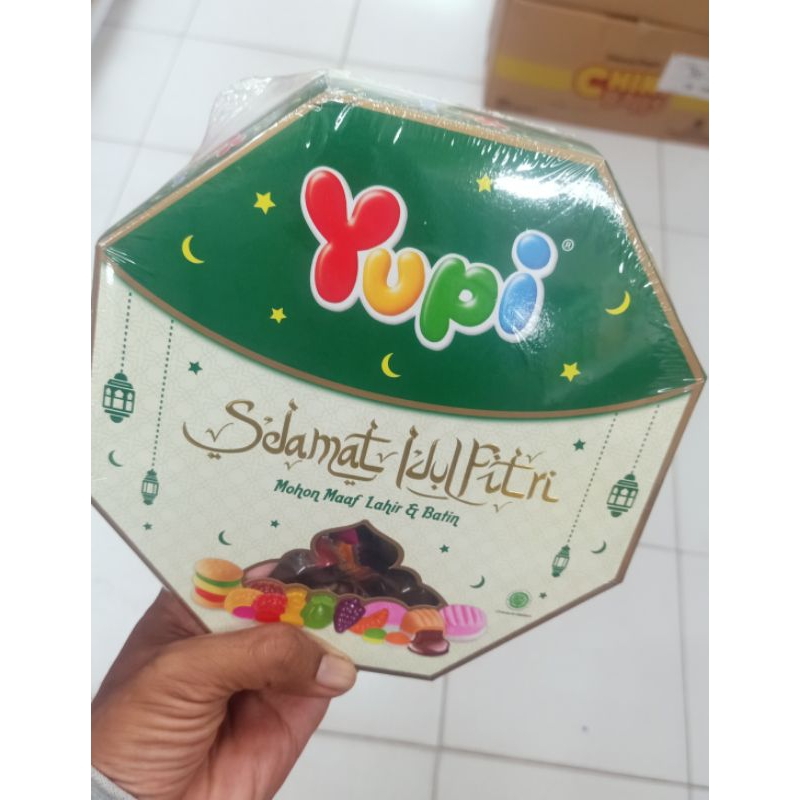 Yupi®
Selamat Idul Fitri
Mohon Maaf Lahir & Batin